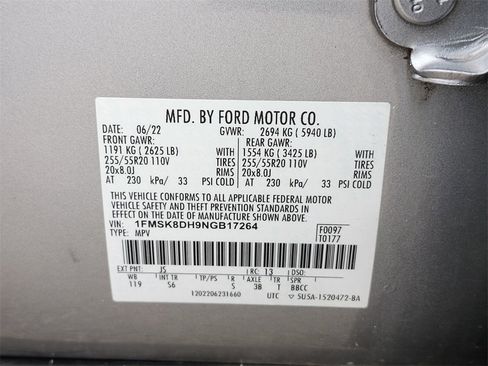 MFD. BY FORD MOTOR CO.
DATE: 06/22 GVWR: 2694 KG ( 5940 LB)
FRONT GAWR: REAR GAWR:
1191 KG ( 2625 LB) WITH 1554 KG ( 3425 LB) WITH
255/55R20 110V TIRES 255/55R20 110V TIRES
20x8.0J RIMS 20x8.0J RIMS
AT 230 kPa/ 33 PSI COLD AT 230 kPa/ 33 PSI COLD
THIS VEHICLE CONFORMS TO ALL APPLICABLE FEDERAL MOTOR
VEHICLE SAFETY AND THEFT PREVENTION STANDARDS IN
EFFECT ON THE DATE OF MANUFACTURE SHOWN ABOVE.
VIN: 1FMSK8DH9NGB17264 F0097
TYPE: MPV T0177
EXT PNT: JS RC: 13 DSO:
WB INT TR TP/PS R AXLE TR SPR
119 S6 S 3B T BBCC
1202206231660 UTC 5U5A-1520472-BA